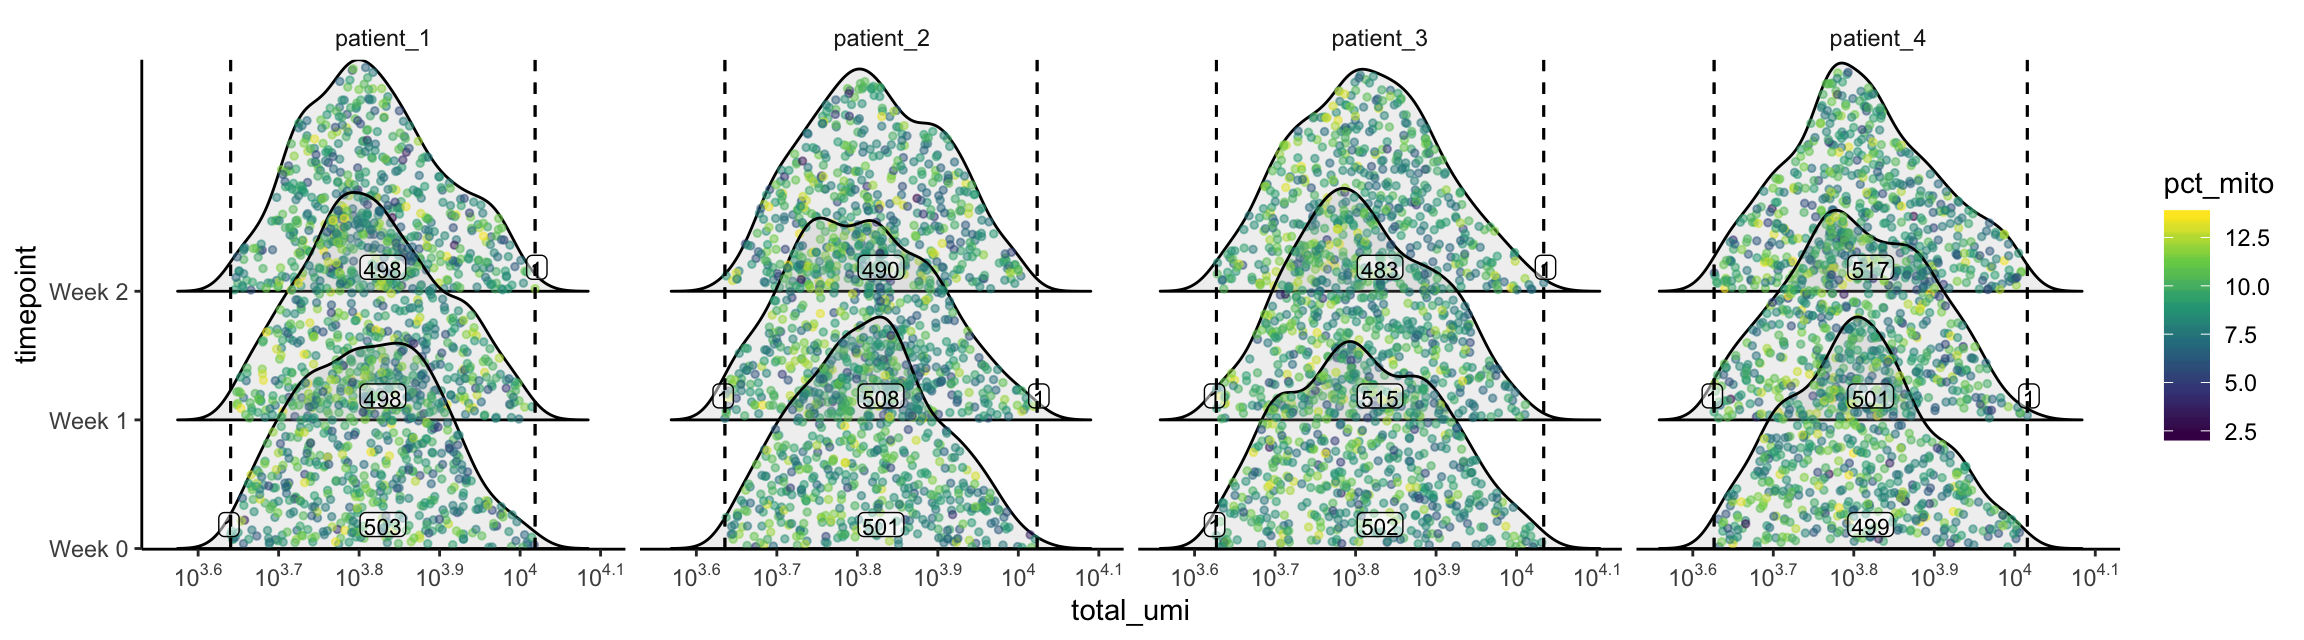 patient_1 patient_2 patient_3 patient_4
timepoint
Week 2
498 1 490 483 1 517
Week 1
498 1 508 1 1 515 1 501 1
Week 0
1 503 501 1 502 499
10^3.6 10^3.7 10^3.8 10^3.9 10^4 10^4.1 10^3.6 10^3.7 10^3.8 10^3.9 10^4 10^4.1 10^3.6 10^3.7 10^3.8 10^3.9 10^4 10^4.1 10^3.6 10^3.7 10^3.8 10^3.9 10^4 10^4.1
total_umi
pct_mito
12.5
10.0
7.5
5.0
2.5